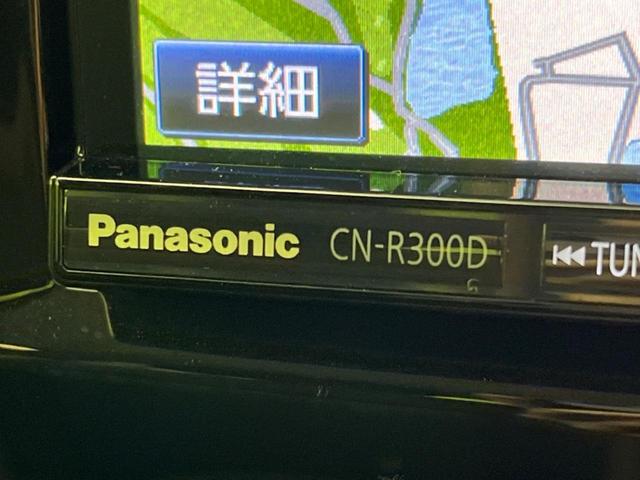 詳細
Panasonic CN-R300D
⏮TUN